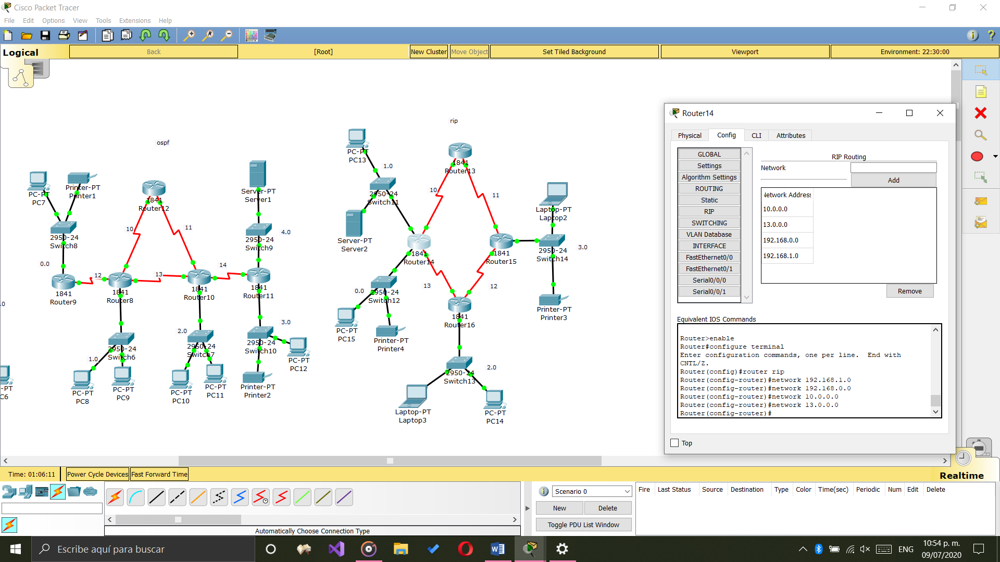 Cisco Packet Tracer
File Edit Options View Tools Extensions Help
Logical Back [Root] New Cluster Move Object Set Tiled Background Viewport Environment: 22:30:00
ospf
PC-PT
PC7
Printer-PT
Printer1
1841
Router12
Server-PT
Server1
10
11
2950-24
Switch8
2950-24
Switch9
4.0
0.0
12
13
14
1841
Router9
1841
Router8
1841
Router10
1841
Router11
.0
1.0
2950-24
Switch6
2.0
2950-24
Switch7
3.0
2950-24
Switch10
-PT
C6
PC-PT
PC8
PC-PT
PC9
PC-PT
PC10
PC-PT
PC11
Printer-PT
Printer2
PC-PT
PC12
rip
PC-PT
PC13
1.0
1841
Router13
2950-24
Switch11
10
11
Server-PT
Server2
Laptop-PT
Laptop2
1841
Router14
1841
Router15
2950-24
Switch14
3.0
0.0
2950-24
Switch12
13
12
PC-PT
PC15
Printer-PT
Printer4
1841
Router16
Printer-PT
Printer3
2950-24
Switch13
2.0
Laptop-PT
Laptop3
PC-PT
PC14
Router14
Physical Config CLI Attributes
GLOBAL
Settings
Algorithm Settings
ROUTING
Static
RIP
SWITCHING
VLAN Database
INTERFACE
FastEthernet0/0
FastEthernet0/1
Serial0/0/0
Serial0/0/1
RIP Routing
Network
Add
Network Address
10.0.0.0
13.0.0.0
192.168.0.0
192.168.1.0
Remove
Equivalent IOS Commands
Router>enable
Router#configure terminal
Enter configuration commands, one per line.  End with
CNTL/Z.
Router(config)#router rip
Router(config-router)#network 192.168.1.0
Router(config-router)#network 192.168.0.0
Router(config-router)#network 10.0.0.0
Router(config-router)#network 13.0.0.0
Router(config-router)#
Top
Time: 01:06:11 Power Cycle Devices Fast Forward Time
Realtime
Automatically Choose Connection Type
Scenario 0
New Delete
Toggle PDU List Window
Fire Last Status Source Destination Type Color Time(sec) Periodic Num Edit Delete
Escribe aquí para buscar
ENG
10:54 p. m.
09/07/2020